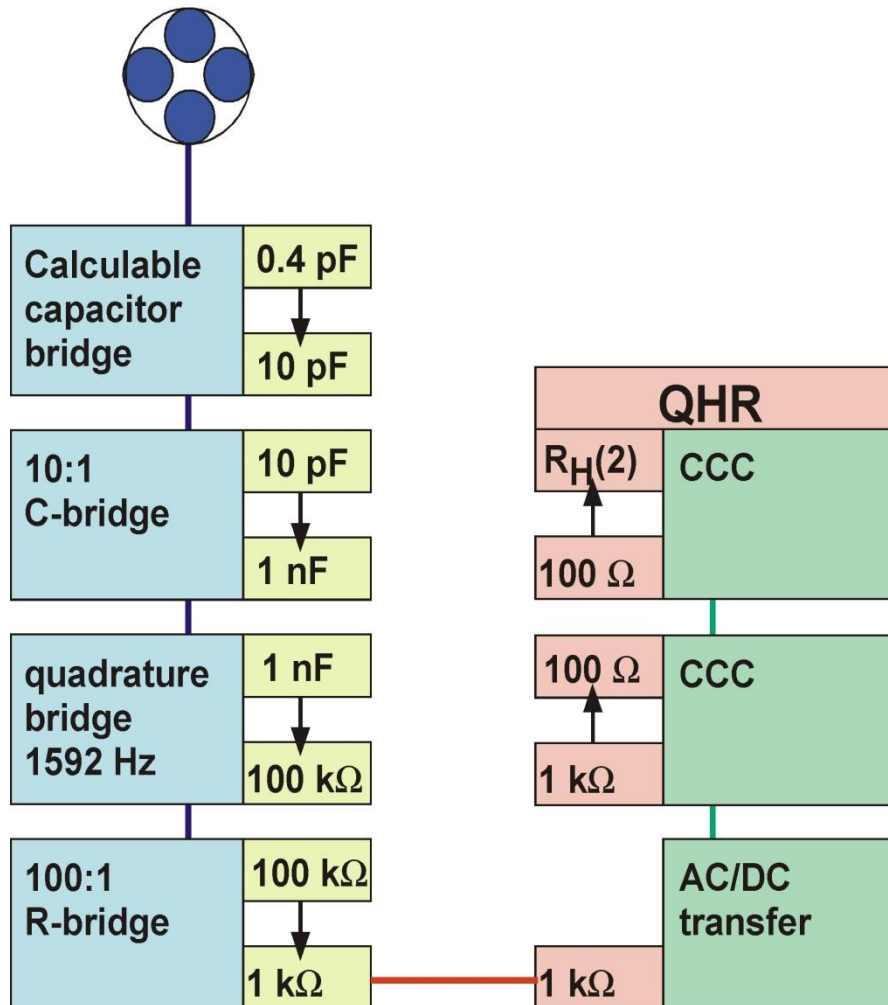 Calculable
capacitor
bridge
0.4 pF
10 pF
10:1
C-bridge
10 pF
1 nF
quadrature
bridge
1592 Hz
1 nF
100 kΩ
100:1
R-bridge
100 kΩ
1 kΩ
QHR
RH(2)
CCC
100 Ω
100 Ω
CCC
1 kΩ
AC/DC
transfer
1 kΩ